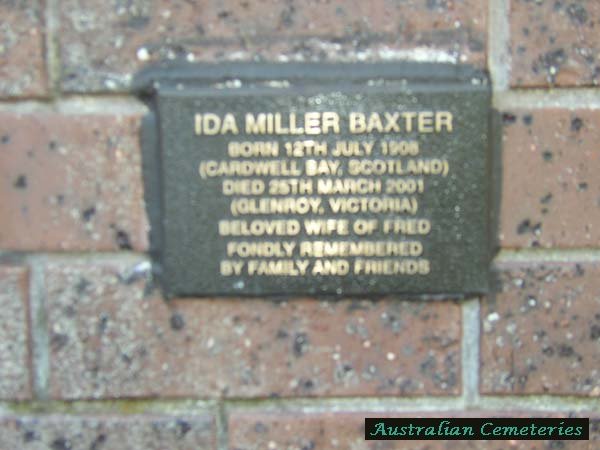 IDA MILLER BAXTER
BORN 12TH JULY 1908
(CARDWELL BAY, SCOTLAND)
DIED 25TH MARCH 2001
(GLENROY, VICTORIA)
BELOVED WIFE OF FRED
FONDLY REMEMBERED
BY FAMILY AND FRIENDS
Australian Cemeteries